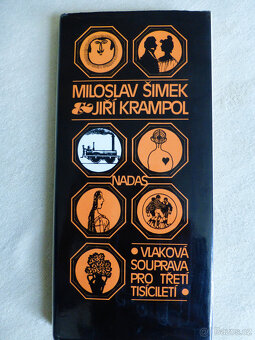 MILOSLAV ŠIMEK
& JIŘÍ KRAMPOL
NADAS
• VLAKOVÁ
SOUPRAVA
PRO TŘETÍ
TISÍCILETÍ •